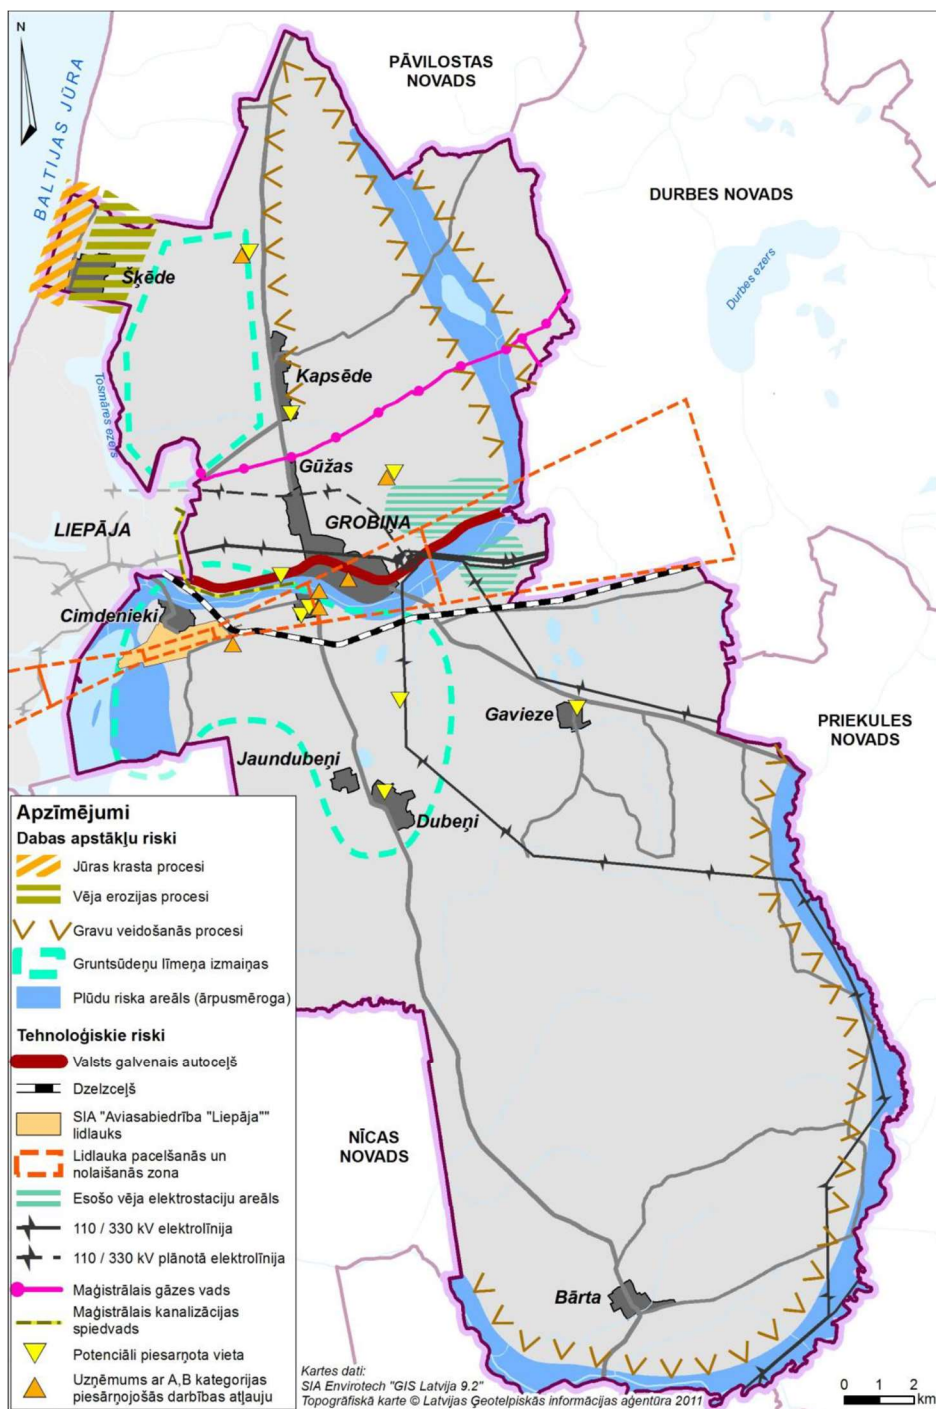 N
PĀVILOSTAS
NOVADS
BALTIJAS JŪRA
DURBES NOVADS
Durbes ezers
Šķēde
Tosmāres ezers
Kapsēde
Gūžas
LIEPĀJA
GROBIŅA
Cimdenieki
Gavieze
PRIEKULES
NOVADS
Jaundubeņi
Dubeņi
Apzīmējumi
Dabas apstākļu riski
Jūras krasta procesi
Vēja erozijas procesi
Gravu veidošanās procesi
Gruntsūdeņu līmeņa izmaiņas
Plūdu riska areāls (ārpusmēroga)
Tehnoloģiskie riski
Valsts galvenais autoceļš
Dzelzceļš
SIA "Aviasabiedrība "Liepāja""
lidlauks
Lidlauka pacelšanās un
nolaišanās zona
Esošo vēja elektrostaciju areāls
110 / 330 kV elektrolīnija
110 / 330 kV plānotā elektrolīnija
Maģistrālais gāzes vads
Maģistrālais kanalizācijas
spiedvads
Potenciāli piesarņota vieta
Uzņēmums ar A,B kategorijas
piesārņojošās darbības atļauju
NĪCAS
NOVADS
Bārta
Kartes dati:
SIA Envirotech "GIS Latvija 9.2"
Topogrāfiskā karte © Latvijas Ģeotelpiskās informācijas aģentūra 2011
0 1 2
km